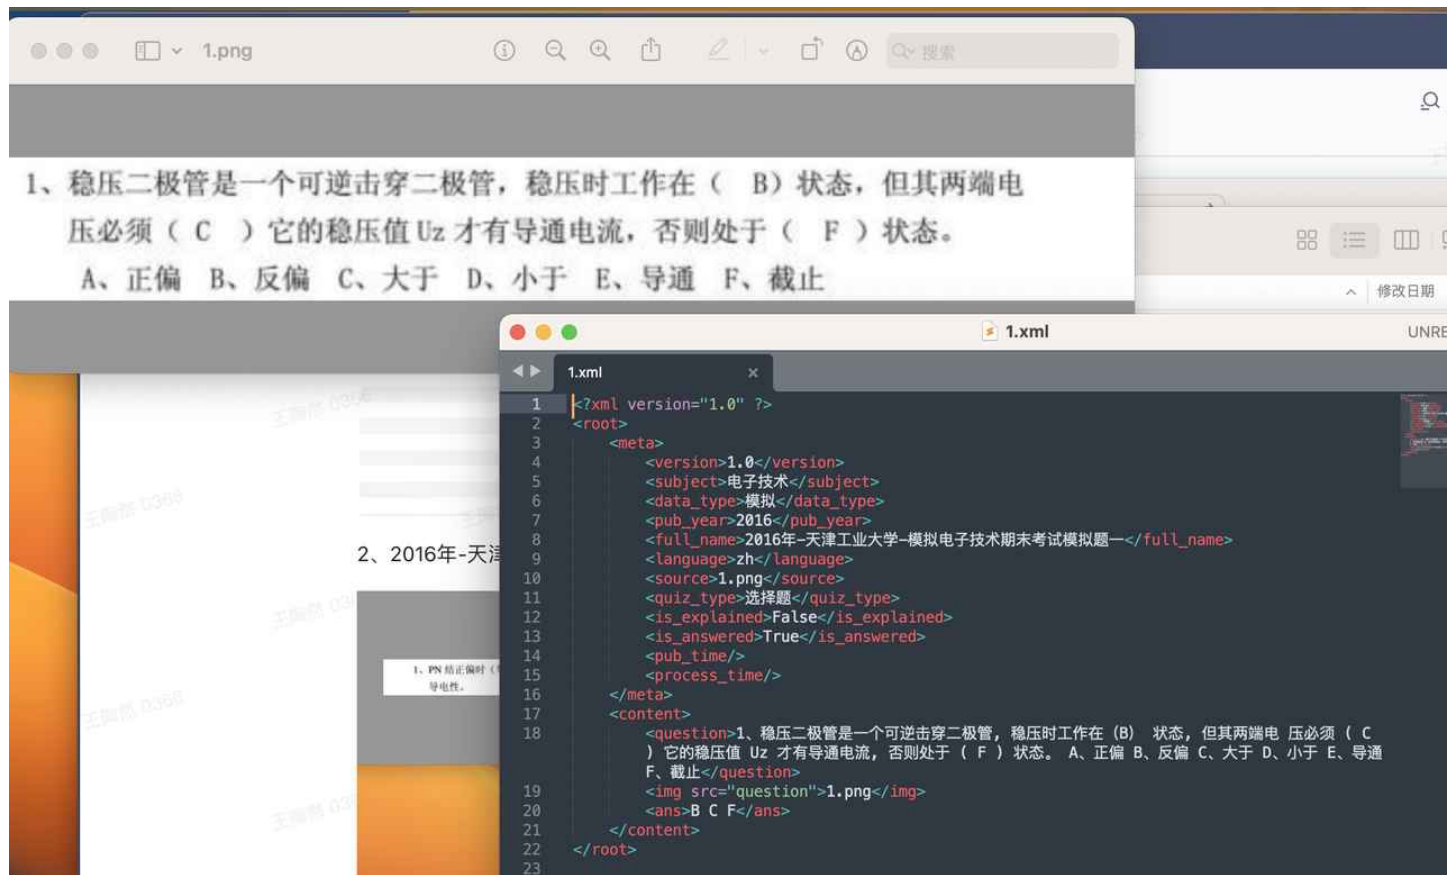 1.png
搜索
1、稳压二极管是一个可逆击穿二极管，稳压时工作在（ B）状态，但其两端电
压必须（ C ）它的稳压值 Uz 才有导通电流，否则处于（ F ）状态。
A、正偏 B、反偏 C、大于 D、小于 E、导通 F、截止
修改日期
1.xml
UNRE
1.xml
1 <?xml version="1.0" ?>
2 <root>
3 <meta>
4 <version>1.0</version>
5 <subject>电子技术</subject>
6 <data_type>模拟</data_type>
7 <pub_year>2016</pub_year>
8 <full_name>2016年-天津工业大学-模拟电子技术期末考试模拟题一</full_name>
9 <language>zh</language>
10 <source>1.png</source>
11 <quiz_type>选择题</quiz_type>
12 <is_explained>False</is_explained>
13 <is_answered>True</is_answered>
14 <pub_time/>
15 <process_time/>
16 </meta>
17 <content>
18 <question>1、稳压二极管是一个可逆击穿二极管, 稳压时工作在（B） 状态, 但其两端电 压必须 ( C
) 它的稳压值 Uz 才有导通电流, 否则处于 ( F ) 状态。 A、正偏 B、反偏 C、大于 D、小于 E、导通
F、截止</question>
19 <img src="question">1.png</img>
20 <ans>B C F</ans>
21 </content>
22 </root>
23
2、2016年-天津
1、PN 结正偏时（
导电性。